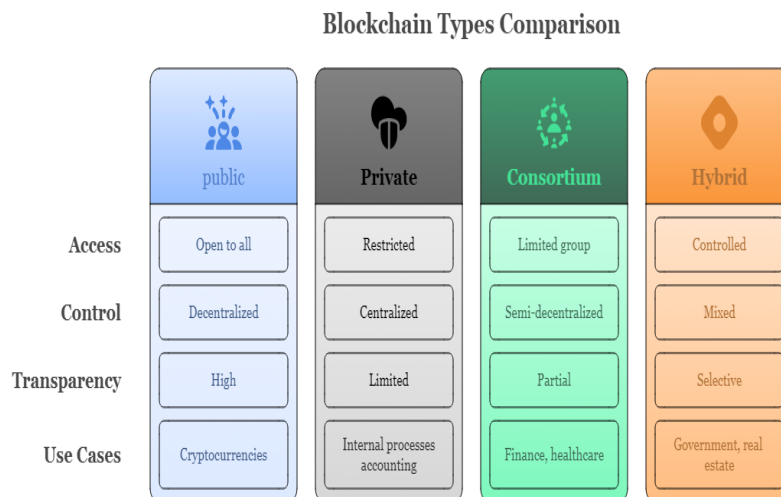 Blockchain Types Comparison
public Private Consortium Hybrid
Access Open to all Restricted Limited group Controlled
Control Decentralized Centralized Semi-decentralized Mixed
Transparency High Limited Partial Selective
Use Cases Cryptocurrencies Internal processes accounting Finance, healthcare Government, real estate